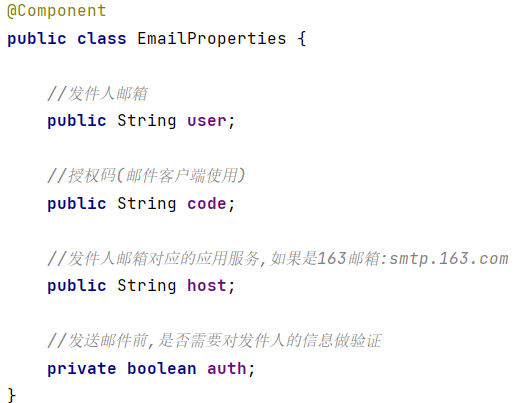 @Component
public class EmailProperties {
//发件人邮箱
public String user;
//授权码(邮件客户端使用)
public String code;
//发件人邮箱对应的应用服务,如果是163邮箱:smtp.163.com
public String host;
//发送邮件前,是否需要对发件人的信息做验证
private boolean auth;
}